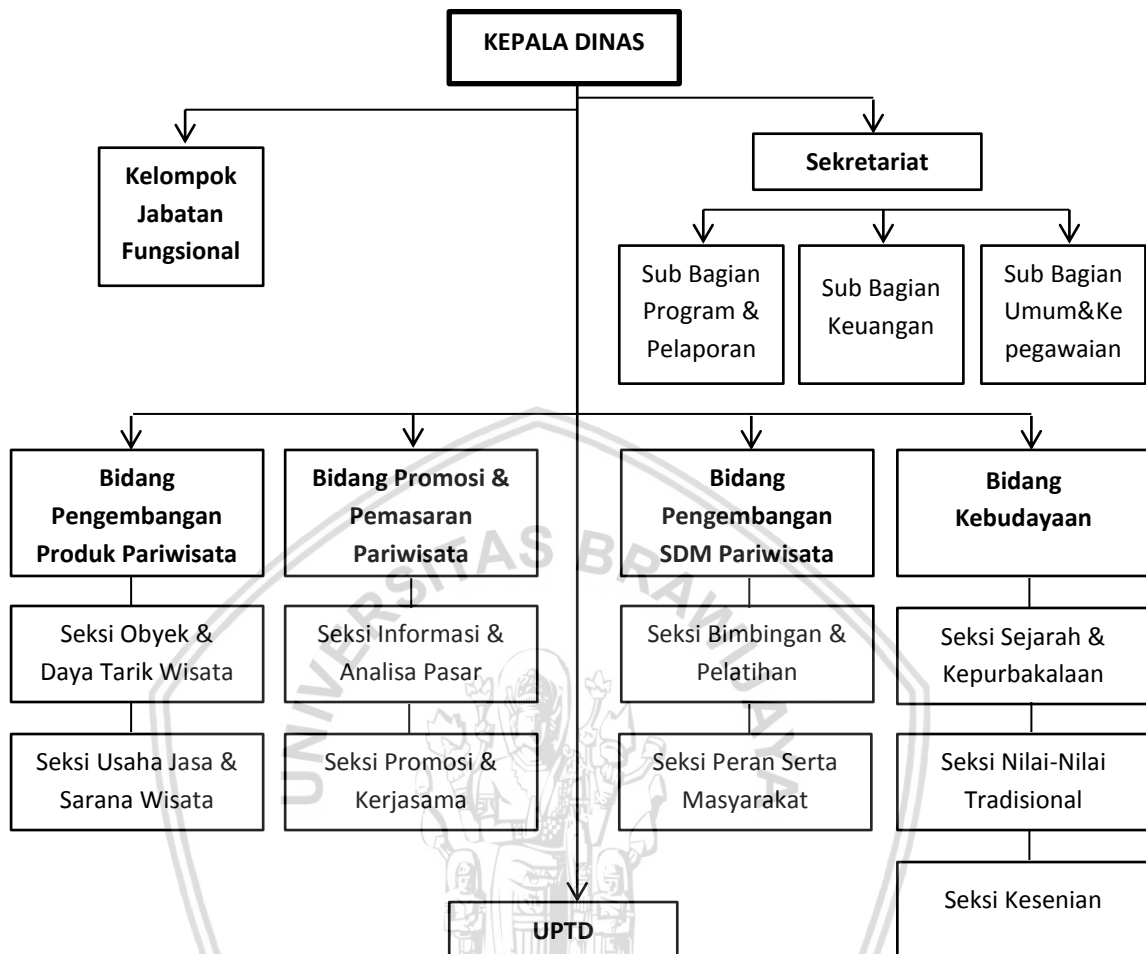 KEPALA DINAS
Kelompok
Jabatan
Fungsional
Sekretariat
Sub Bagian
Program &
Pelaporan
Sub Bagian
Keuangan
Sub Bagian
Umum&Ke
pegawaian
Bidang
Pengembangan
Produk Pariwisata
Bidang Promosi &
Pemasaran
Pariwisata
Bidang
Pengembangan
SDM Pariwisata
Bidang
Kebudayaan
Seksi Obyek &
Daya Tarik Wisata
Seksi Informasi &
Analisa Pasar
Seksi Bimbingan &
Pelatihan
Seksi Sejarah &
Kepurbakalaan
Seksi Usaha Jasa &
Sarana Wisata
Seksi Promosi &
Kerjasama
Seksi Peran Serta
Masyarakat
Seksi Nilai-Nilai
Tradisional
Seksi Kesenian
UPTD
UNIVERSITAS BRAWIJAYA